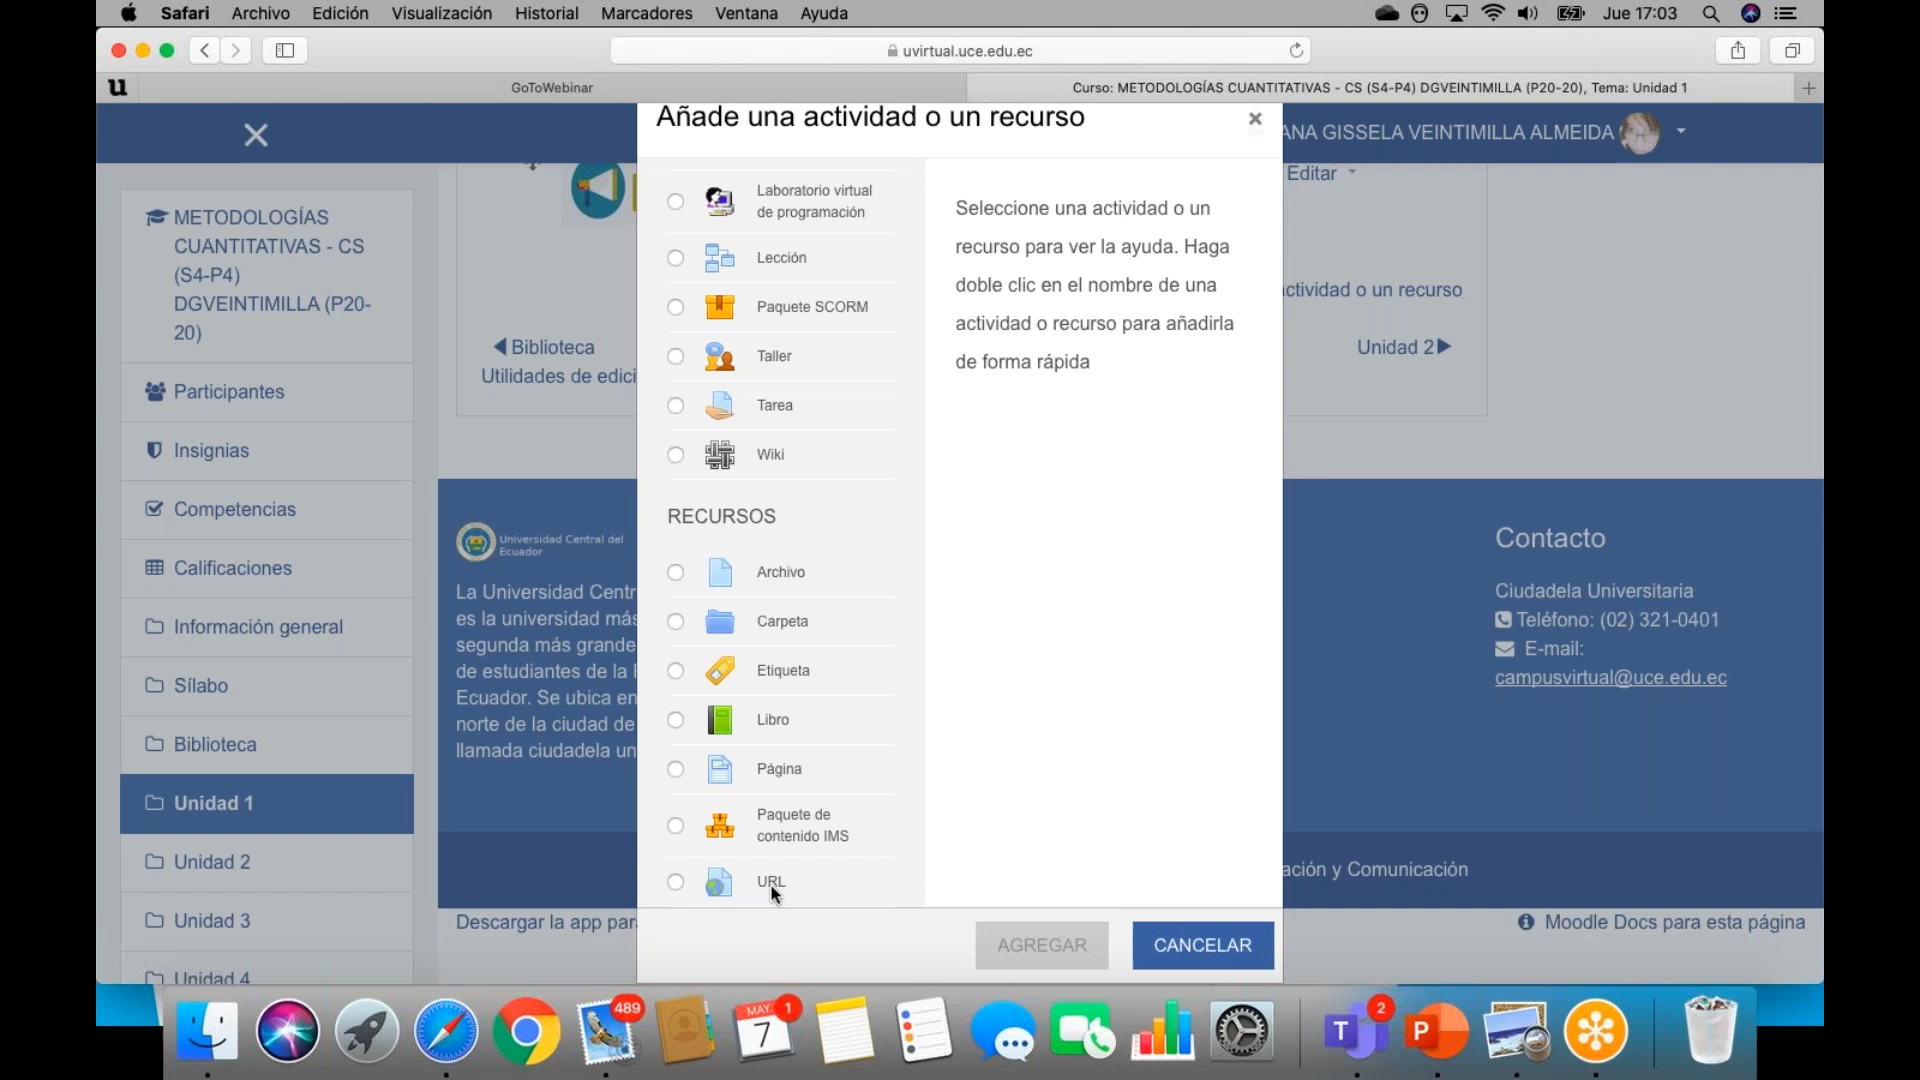 Safari Archivo Edición Visualización Historial Marcadores Ventana Ayuda Jue 17:03
uvirtual.uce.edu.ec
u GoToWebinar Curso: METODOLOGÍAS CUANTITATIVAS - CS (S4-P4) DGVEINTIMILLA (P20-20), Tema: Unidad 1
Añade una actividad o un recurso
ANA GISSELA VEINTIMILLA ALMEIDA
METODOLOGÍAS
CUANTITATIVAS - CS
(S4-P4)
DGVEINTIMILLA (P20-
20)
Participantes
Insignias
Competencias
Calificaciones
Información general
Sílabo
Biblioteca
Unidad 1
Unidad 2
Unidad 3
Unidad 4
Biblioteca
Utilidades de edici
Universidad Central del
Ecuador
La Universidad Centr
es la universidad más
segunda más grande
de estudiantes de la
Ecuador. Se ubica en
norte de la ciudad de
llamada ciudadela un
Descargar la app par
Laboratorio virtual
de programación
Lección
Paquete SCORM
Taller
Tarea
Wiki
RECURSOS
Archivo
Carpeta
Etiqueta
Libro
Página
Paquete de
contenido IMS
URL
Seleccione una actividad o un
recurso para ver la ayuda. Haga
doble clic en el nombre de una
actividad o recurso para añadirla
de forma rápida
AGREGAR CANCELAR
Editar
ctividad o un recurso
Unidad 2
Contacto
Ciudadela Universitaria
Teléfono: (02) 321-0401
E-mail:
campusvirtual@uce.edu.ec
ación y Comunicación
Moodle Docs para esta página
489
MAY.
7
1
T
2
P